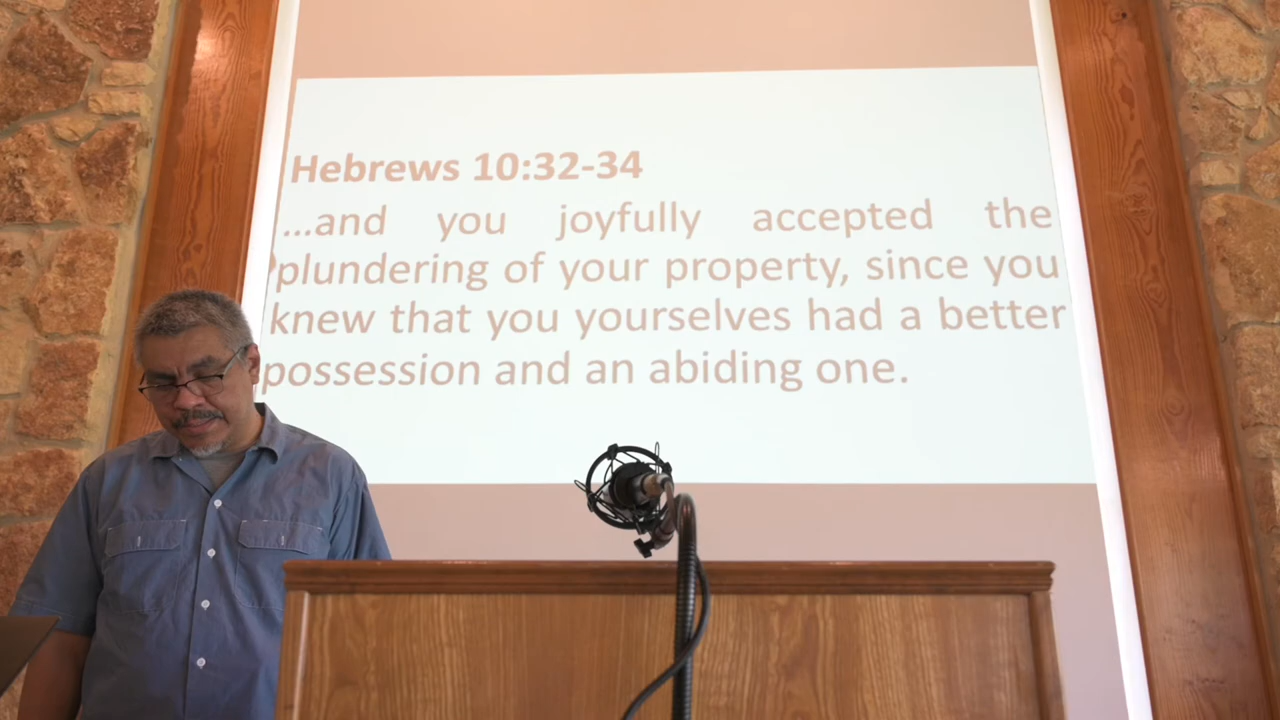 Hebrews 10:32-34
...and you joyfully accepted the
plundering of your property, since you
knew that you yourselves had a better
possession and an abiding one.